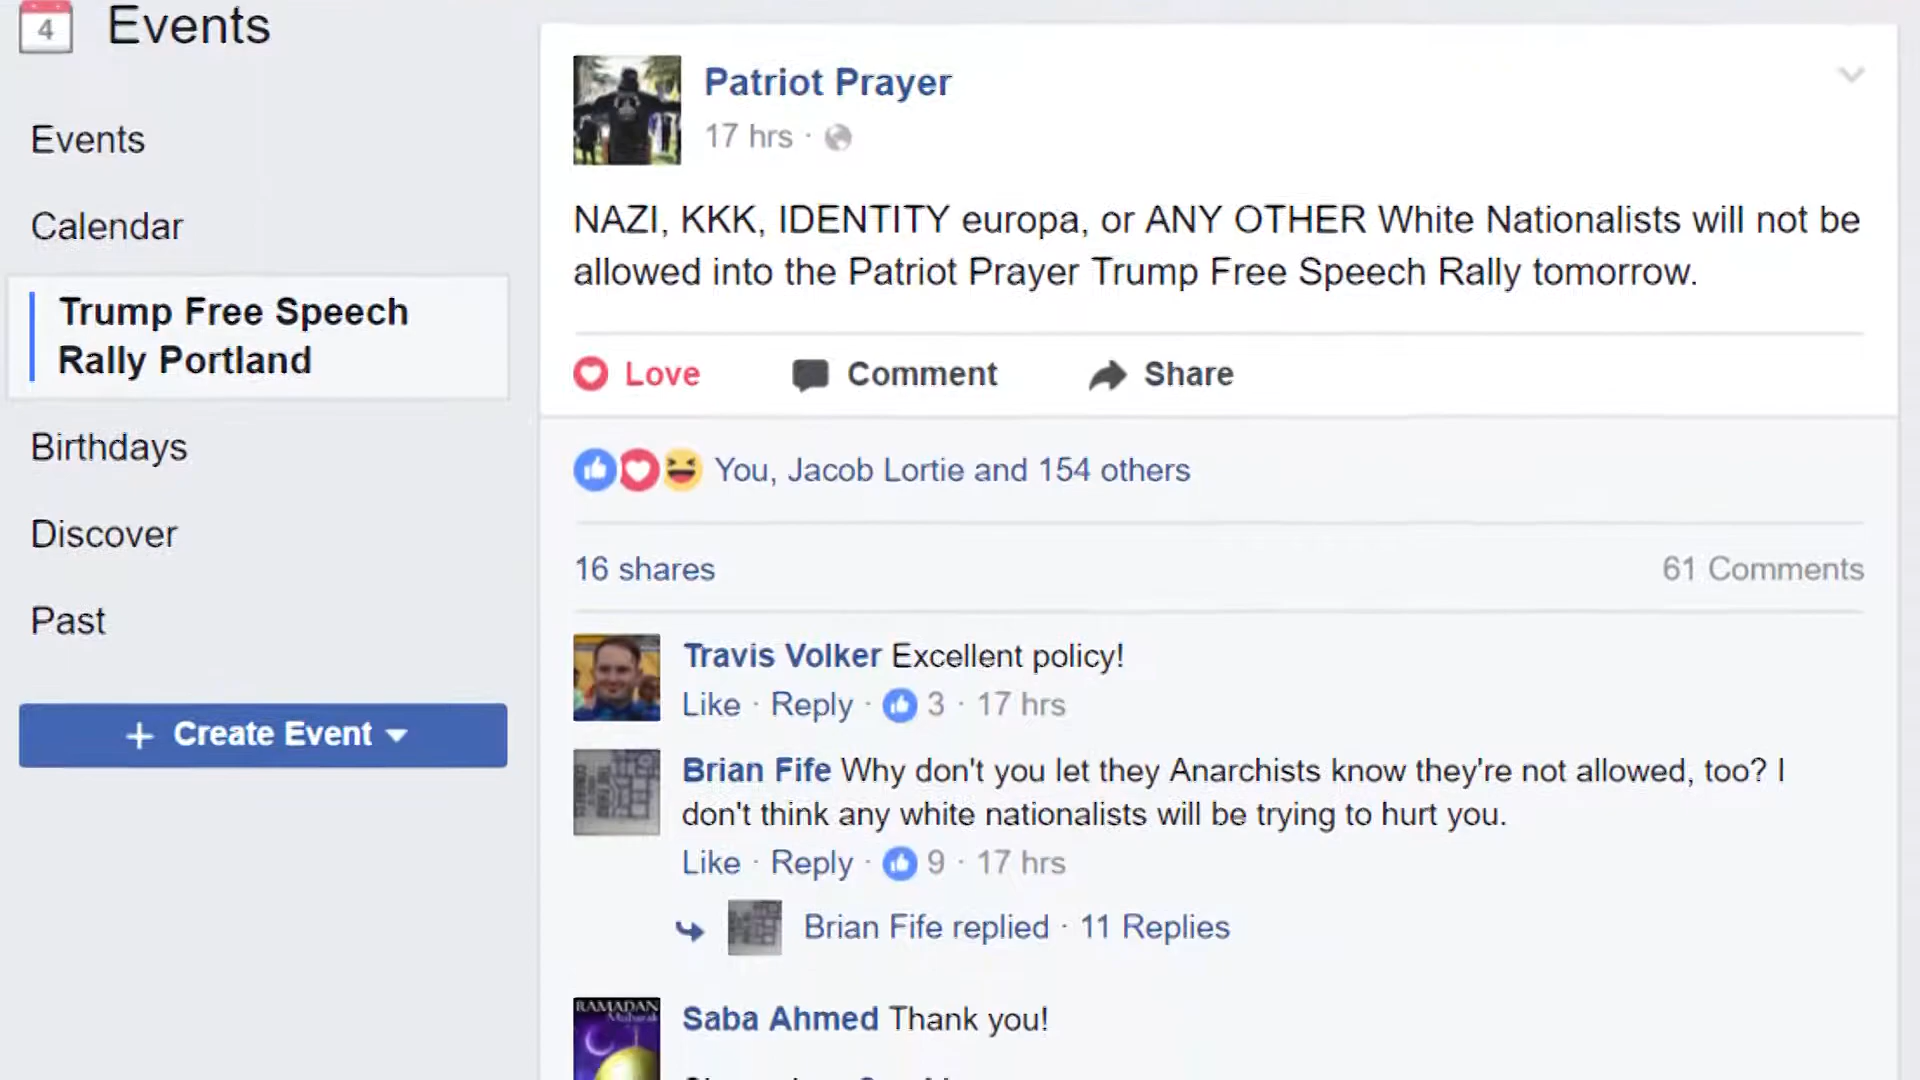 4
Events
Events
Calendar
Trump Free Speech
Rally Portland
Birthdays
Discover
Past
+ Create Event
Patriot Prayer
17 hrs ·
NAZI, KKK, IDENTITY europa, or ANY OTHER White Nationalists will not be
allowed into the Patriot Prayer Trump Free Speech Rally tomorrow.
Love Comment Share
You, Jacob Lortie and 154 others
16 shares 61 Comments
Travis Volker Excellent policy!
Like · Reply · 3 · 17 hrs
Brian Fife Why don't you let they Anarchists know they're not allowed, too? I
don't think any white nationalists will be trying to hurt you.
Like · Reply · 9 · 17 hrs
Brian Fife replied · 11 Replies
RAMADAN
Mubarak
Saba Ahmed Thank you!